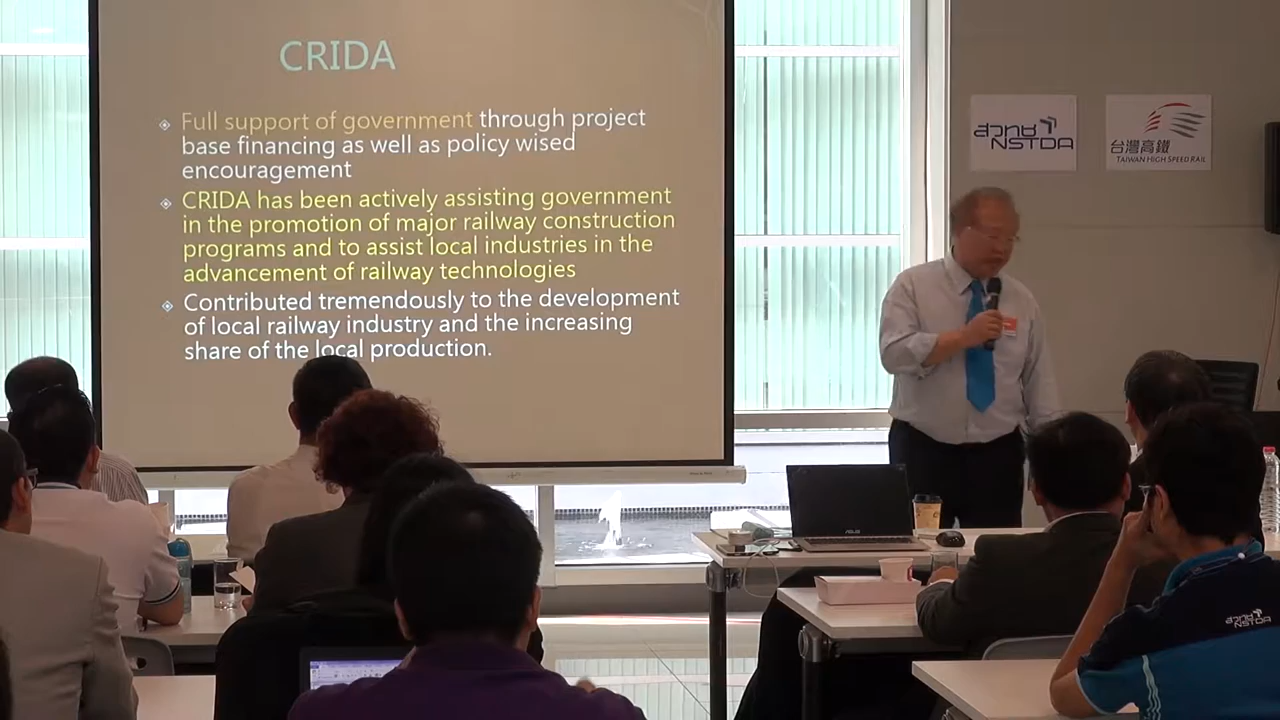 CRIDA
Full support of government through project
base financing as well as policy wised
encouragement
CRIDA has been actively assisting government
in the promotion of major railway construction
programs and to assist local industries in the
advancement of railway technologies
Contributed tremendously to the development
of local railway industry and the increasing
share of the local production.
สวทช
NSTDA
台灣高鐵
TAIWAN HIGH SPEED RAIL
ASUS
สวทช
NSTDA